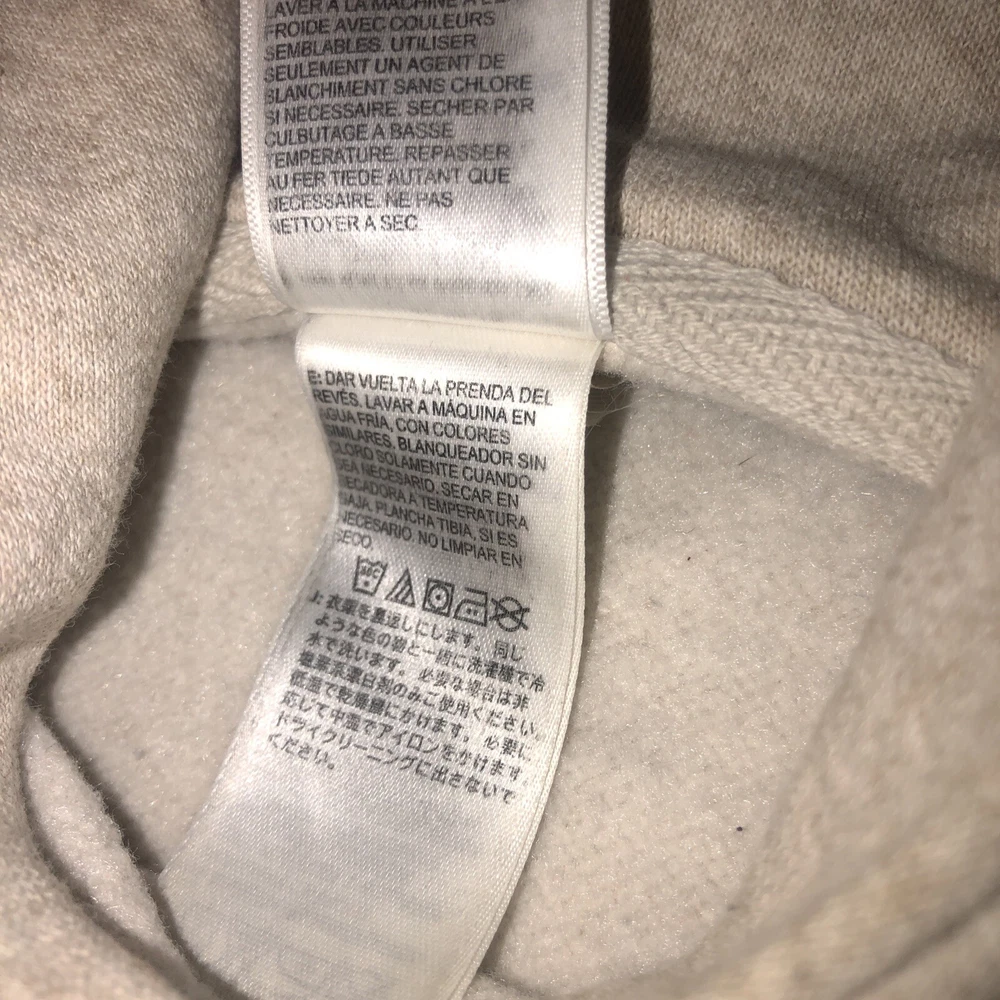 LAVER A LA MACHINE A L'E
FROIDE AVEC COULEURS
SEMBLABLES. UTILISER
SEULEMENT UN AGENT DE
BLANCHIMENT SANS CHLORE
SI NECESSAIRE. SECHER PAR
CULBUTAGE A BASSE
TEMPERATURE. REPASSER
AU FER TIEDE AUTANT QUE
NECESSAIRE. NE PAS
NETTOYER A SEC.
E: DAR VUELTA LA PRENDA DEL
REVÉS. LAVAR A MÁQUINA EN
AGUA FRÍA, CON COLORES
SIMILARES. BLANQUEADOR SIN
CLORO SOLAMENTE CUANDO
SEA NECESARIO. SECAR EN
SECADORA A TEMPERATURA
BAJA. PLANCHA TIBIA, SI ES
NECESARIO. NO LIMPIAR EN
SECO.
30C
J: 衣類を裏返しにします。同じ
ような色の物と一緒に洗濯機で冷
水で洗います。必要な場合は非
塩素系漂白剤のみご使用ください。
低温で乾燥機にかけます。必要に
応じて中温でアイロンをかけます。
ドライクリーニングに出さないで
ください。